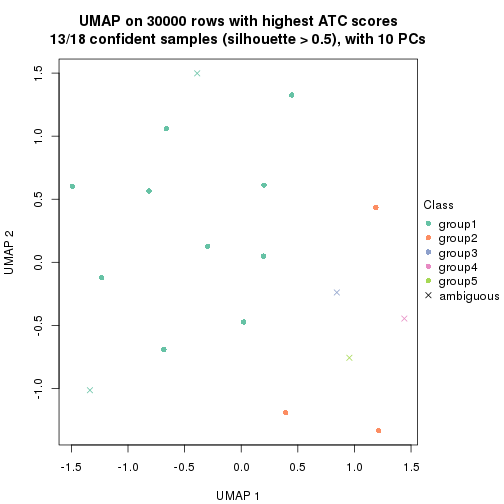 UMAP on 30000 rows with highest ATC scores
13/18 confident samples (silhouette > 0.5), with 10 PCs
1.5
1.0
0.5
0.0
-0.5
-1.0
UMAP 2
Class
group1
group2
group3
group4
group5
ambiguous
-1.5 -1.0 -0.5 0.0 0.5 1.0 1.5
UMAP 1